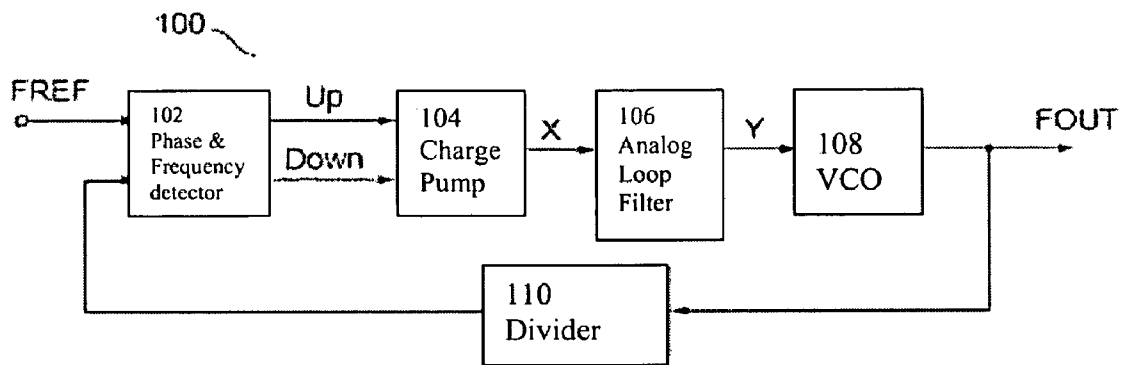 100
FREF
102
Phase &
Frequency
detector
Up
Down
104
Charge
Pump
X
106
Analog
Loop
Filter
Y
108
VCO
FOUT
110
Divider